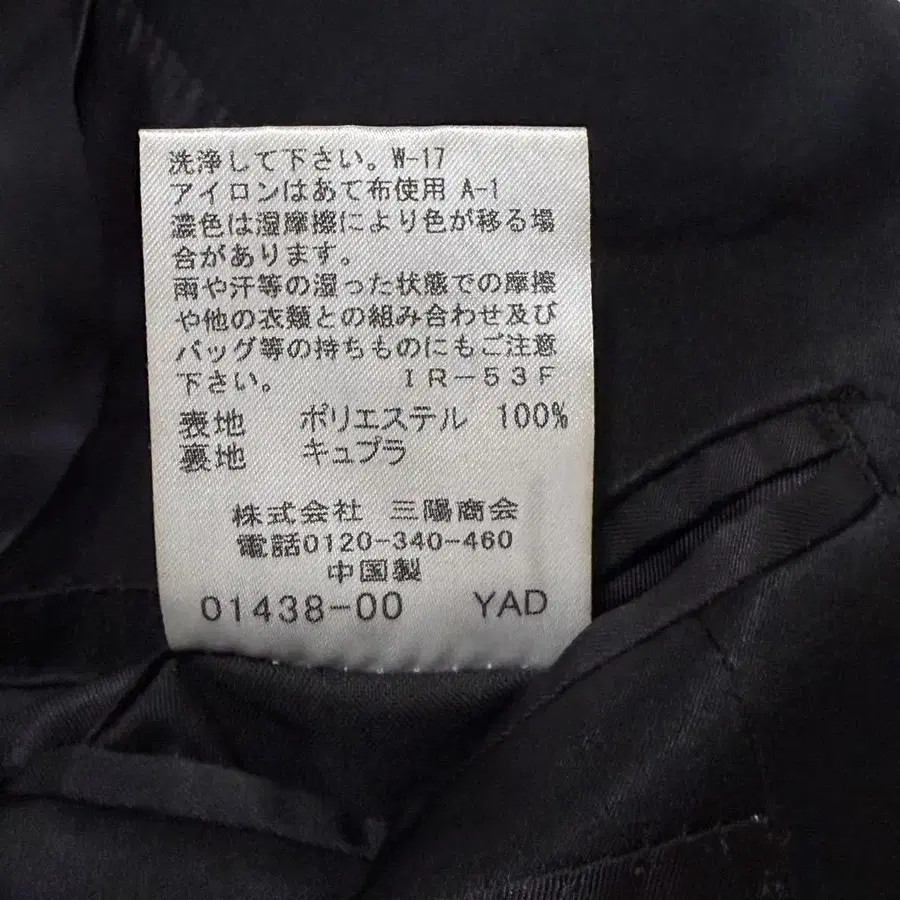 洗浄して下さい。W-17
アイロンはあて布使用 A-1
濃色は湿摩擦により色が移る場
合があります。
雨や汗等の湿った状態での摩擦
や他の衣類との組み合わせ及び
バッグ等の持ちものにもご注意
下さい。 IR-53F
表地 ポリエステル 100%
裏地 キュプラ
株式会社 三陽商会
電話0120-340-460
中国製
01438-00 YAD